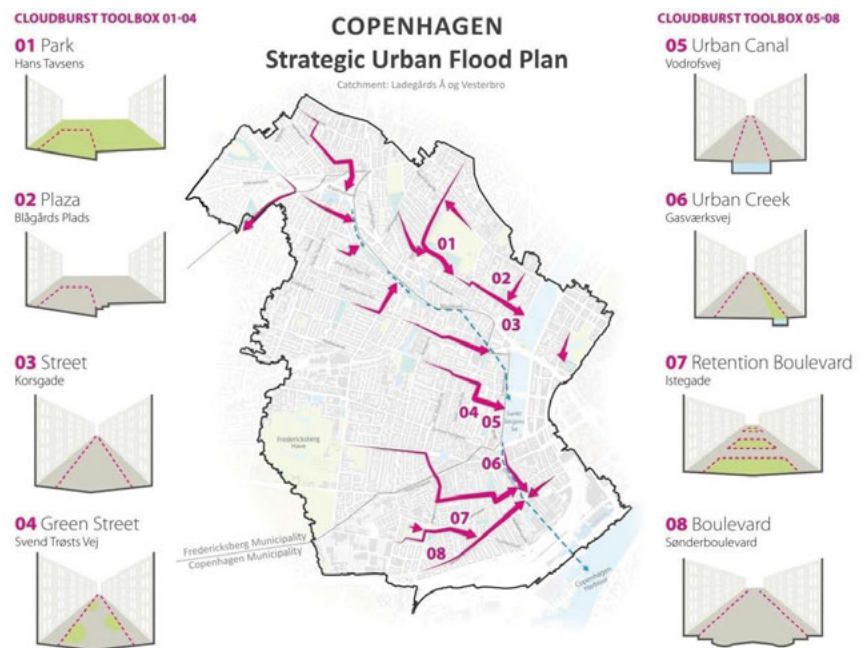 CLOUDBURST TOOLBOX 01-04
01 Park
Hans Tavsens
02 Plaza
Blågårds Plads
03 Street
Korsgade
04 Green Street
Svend Trøsts Vej
COPENHAGEN
Strategic Urban Flood Plan
Catchment: Ladegårds Å og Vesterbro
01
02
03
04
05
Sankt
Jørgens
Sø
Fredericksberg
Have
06
07
08
Fredericksberg Municipality
Copenhagen Municipality
Copenhagen
Harbour
CLOUDBURST TOOLBOX 05-08
05 Urban Canal
Vodrofsvej
06 Urban Creek
Gasværksvej
07 Retention Boulevard
Istegade
08 Boulevard
Sønderboulevard